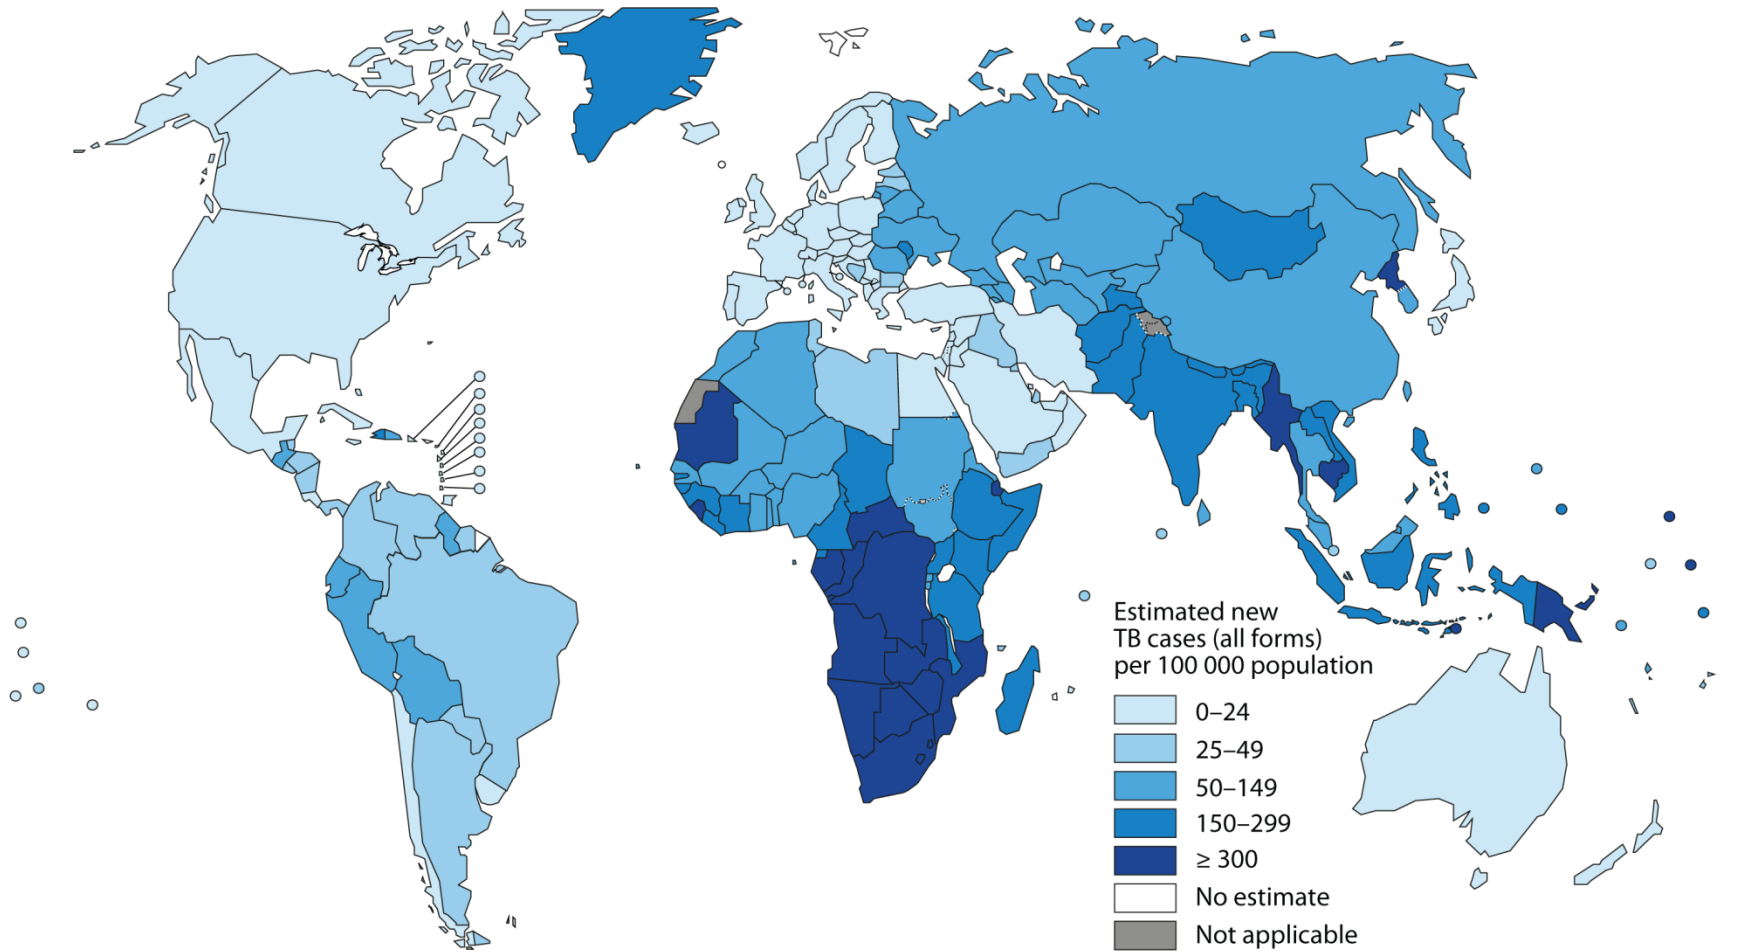 Estimated new
TB cases (all forms)
per 100 000 population
0–24
25–49
50–149
150–299
≥ 300
No estimate
Not applicable